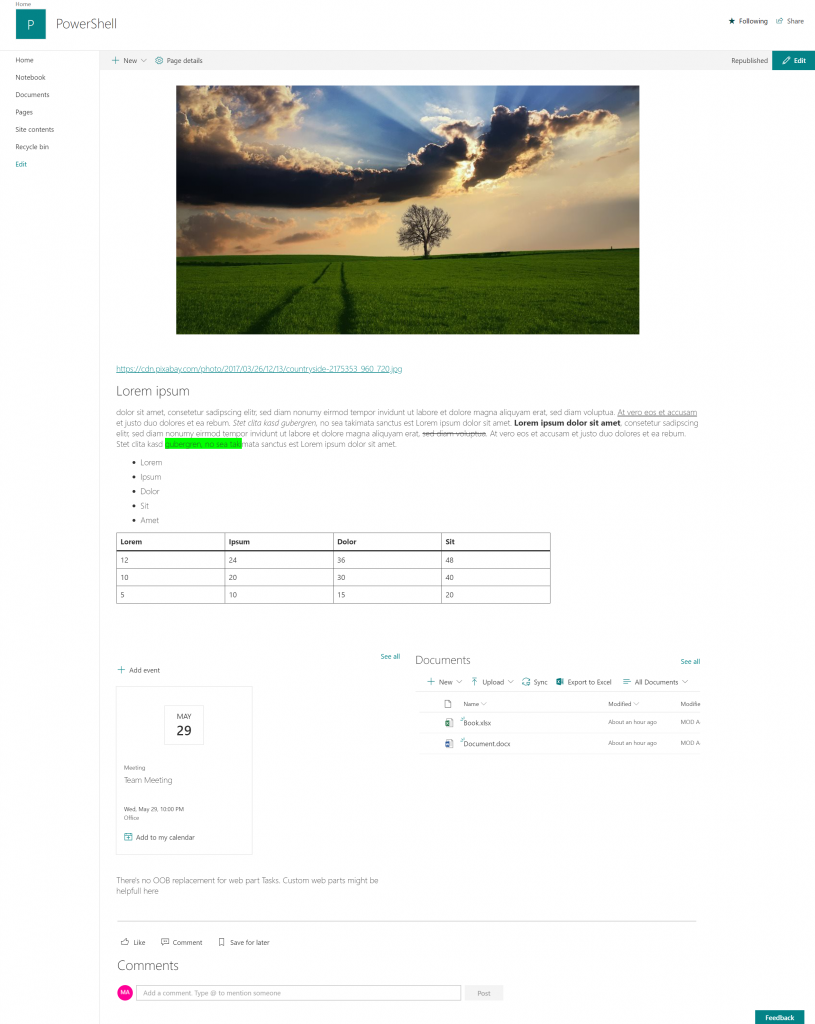 Home
P
PowerShell
Following
Share
Home
Notebook
Documents
Pages
Site contents
Recycle bin
Edit
New
Page details
Republished
Edit
https://cdn.pixabay.com/photo/2017/03/26/12/13/countryside-2175353_960_720.jpg
Lorem ipsum
dolor sit amet, consetetur sadipscing elitr, sed diam nonumy eirmod tempor invidunt ut labore et dolore magna aliquyam erat, sed diam voluptua. At vero eos et accusam
et justo duo dolores et ea rebum. Stet clita kasd gubergren, no sea takimata sanctus est Lorem ipsum dolor sit amet. Lorem ipsum dolor sit amet, consetetur sadipscing
elitr, sed diam nonumy eirmod tempor invidunt ut labore et dolore magna aliquyam erat, sed diam voluptua. At vero eos et accusam et justo duo dolores et ea rebum.
Stet clita kasd gubergren, no sea takimata sanctus est Lorem ipsum dolor sit amet.
Lorem
Ipsum
Dolor
Sit
Amet
Lorem Ipsum Dolor Sit
12 24 36 48
10 20 30 40
5 10 15 20
See all
Add event
MAY
29
Meeting
Team Meeting
Wed, May 29, 10:00 PM
Office
Add to my calendar
Documents
See all
New Upload Sync Export to Excel All Documents
Name Modified Modifie
Book.xlsx About an hour ago MOD A
Document.docx About an hour ago MOD A
There's no OOB replacement for web part Tasks. Custom web parts might be
helpfull here
Like Comment Save for later
Comments
MA
Add a comment. Type @ to mention someone
Post
Feedback